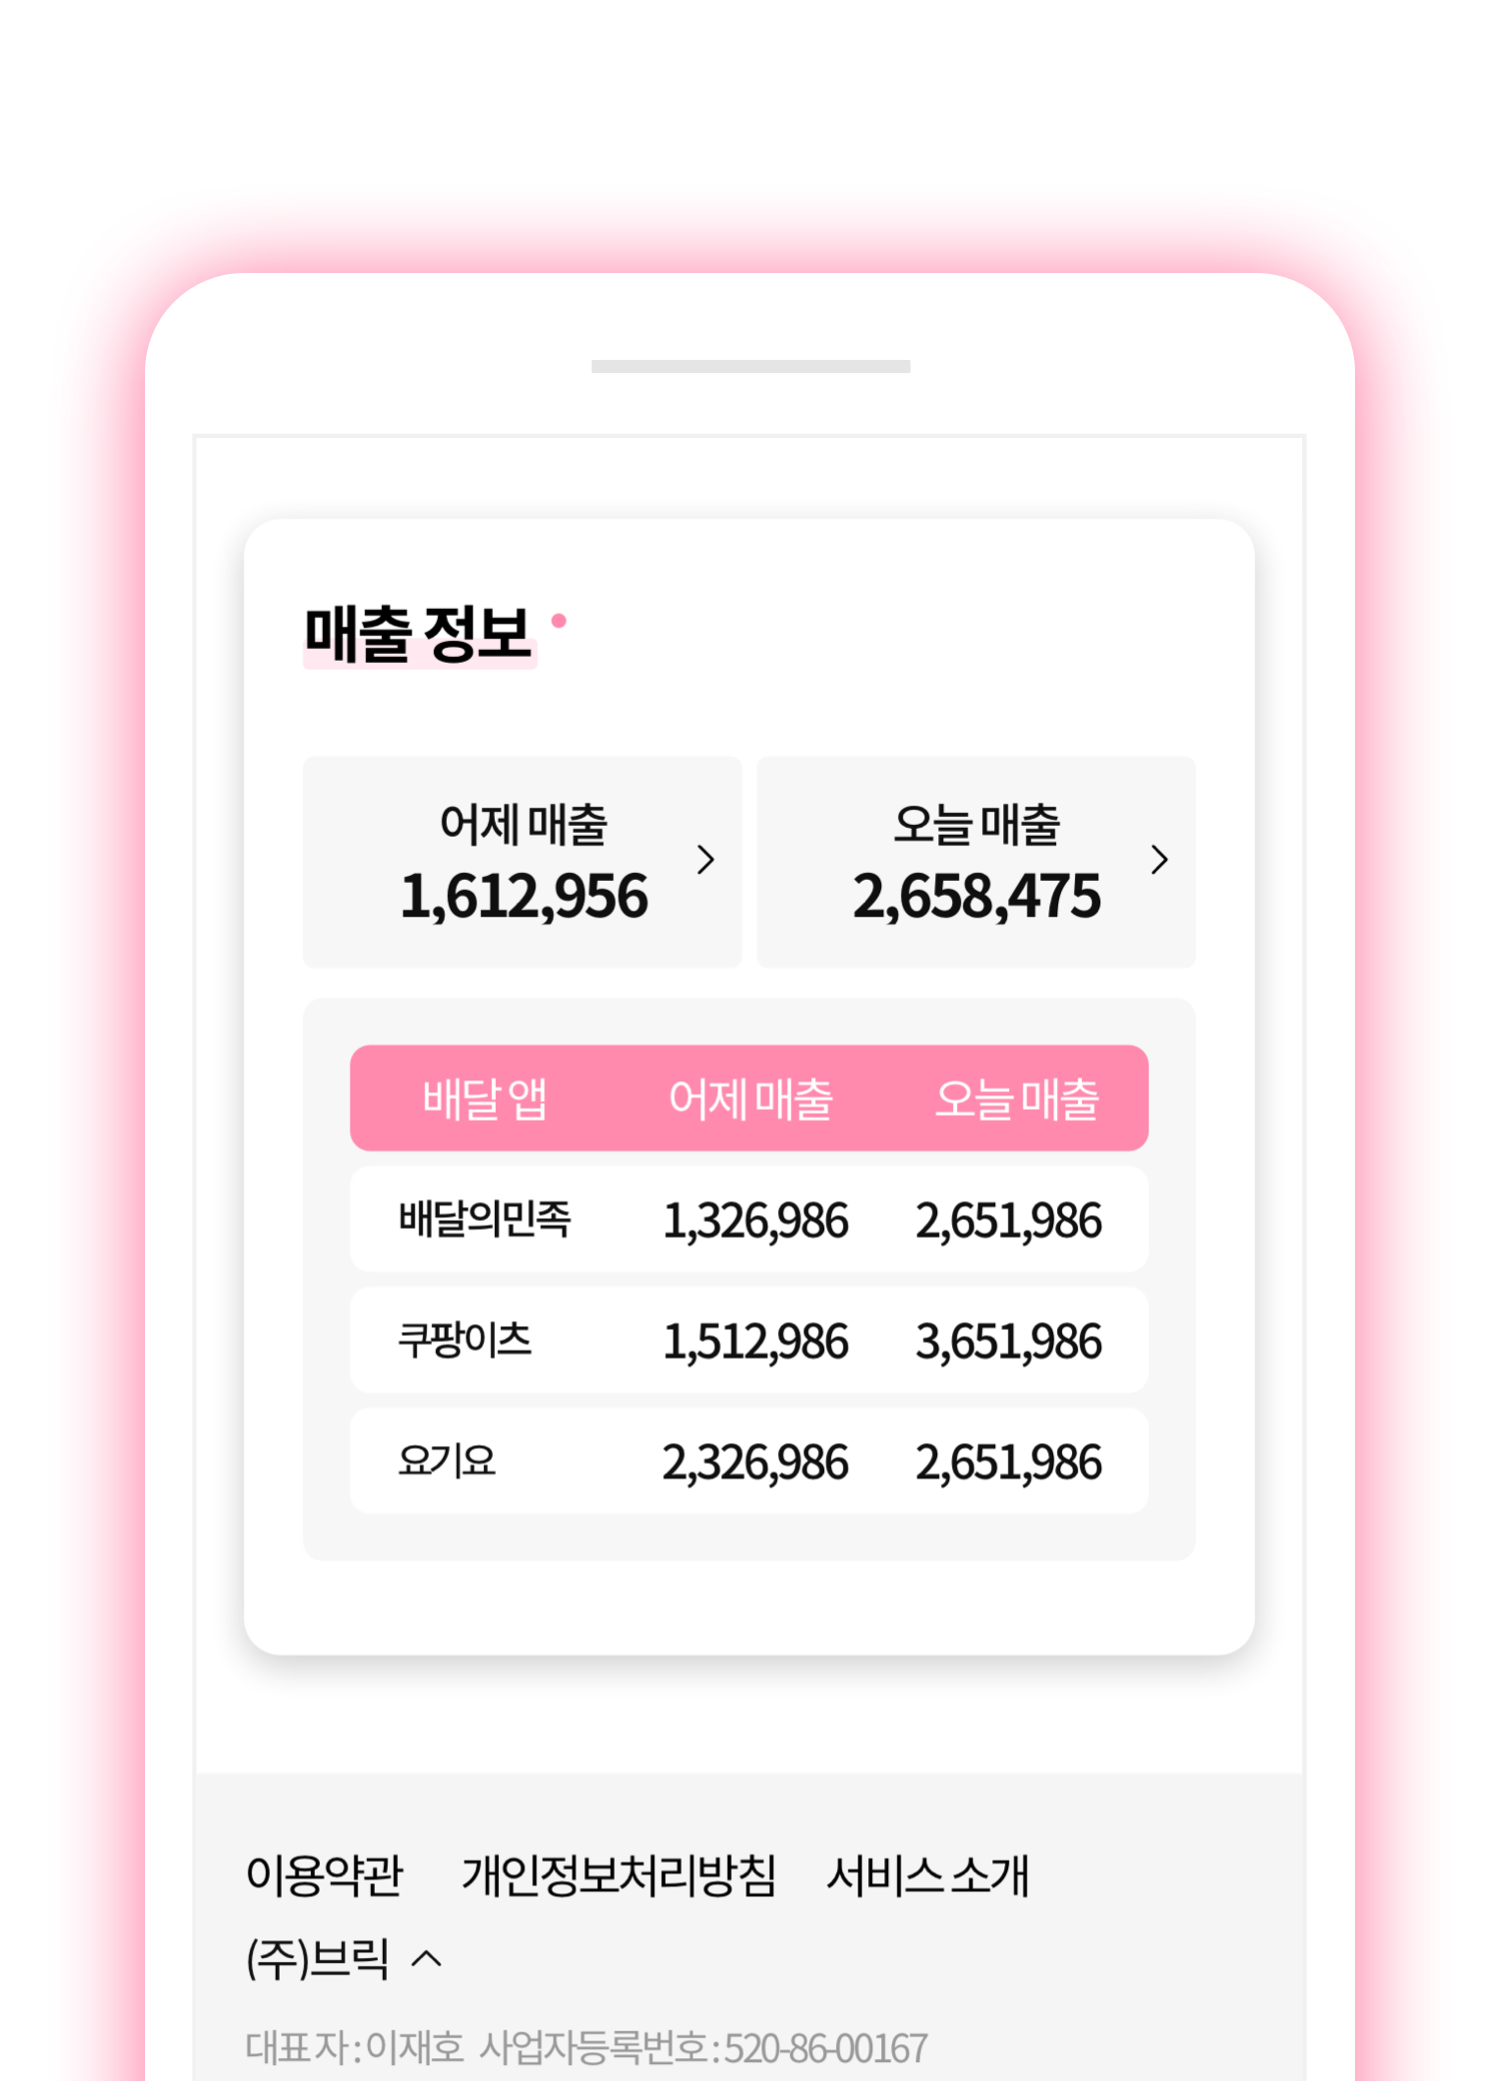 매출 정보
어제 매출
1,612,956
오늘 매출
2,658,475
배달 앱 어제 매출 오늘 매출
배달의민족 1,326,986 2,651,986
쿠팡이츠 1,512,986 3,651,986
요기요 2,326,986 2,651,986
이용약관 개인정보처리방침 서비스 소개
(주)브릭
대표 자 : 이재호 사업자등록번호 : 520-86-00167